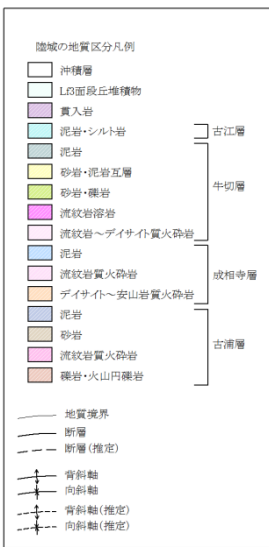 陸域の地質区分凡例
沖積層
Lf3面段丘堆積物
貫入岩
泥岩・シルト岩
古江層
泥岩
砂岩・泥岩互層
砂岩・礫岩
牛切層
流紋岩溶岩
流紋岩～デイサイト質火砕岩
泥岩
流紋岩質火砕岩
成相寺層
デイサイト～安山岩質火砕岩
泥岩
砂岩
古浦層
流紋岩質火砕岩
礫岩・火山円礫岩
地質境界
断層
断層(推定)
背斜軸
向斜軸
背斜軸(推定)
向斜軸(推定)